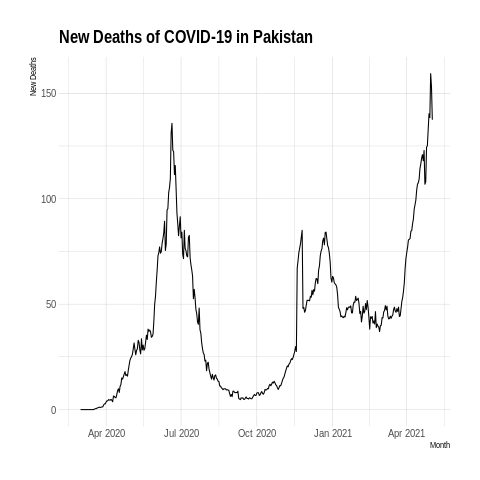 New Deaths of COVID-19 in Pakistan
New Deaths
150
100
50
0
Apr 2020 Jul 2020 Oct 2020 Jan 2021 Apr 2021
Month